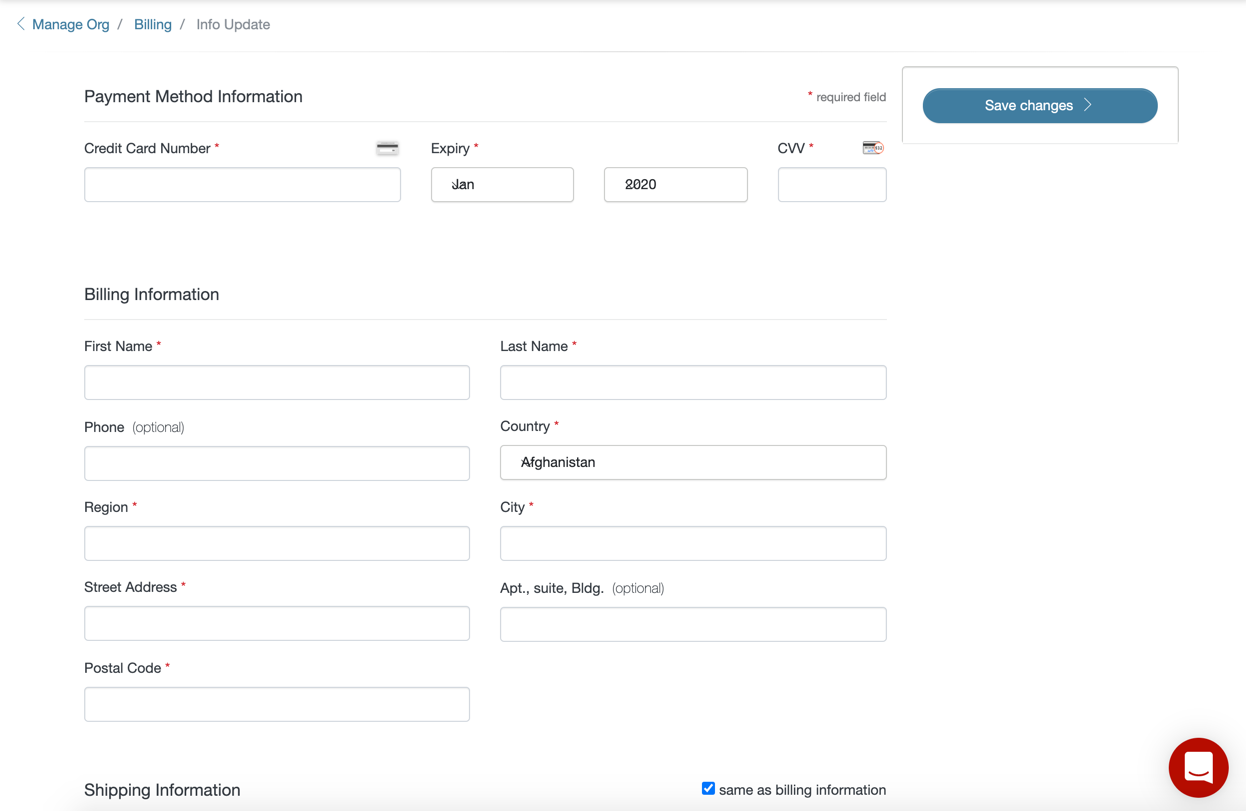 Manage Org / Billing / Info Update
Payment Method Information
* required field
Save changes
Credit Card Number *
Expiry *
CVV *
Jan
2020
Billing Information
First Name *
Last Name *
Phone (optional)
Country *
Afghanistan
Region *
City *
Street Address *
Apt., suite, Bldg. (optional)
Postal Code *
Shipping Information
same as billing information